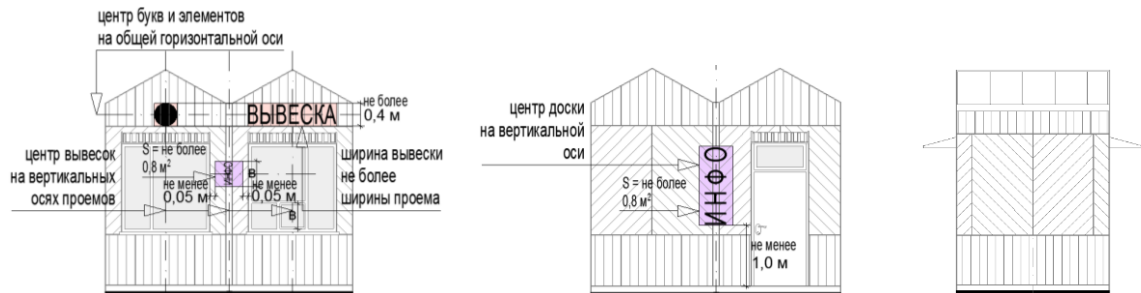 центр букв и элементов
на общей горизонтальной оси
не более
0,4 м
ВЫВЕСКА
S = не более
0,8 м²
центр вывесок
на вертикальных
осях проемов
ИНФО
В
не менее
0,05 м
не менее
0,05 м
В
ширина вывески
не более
ширины проема
центр доски
на вертикальной
оси
S = не более
0,8 м²
ИНФО
не менее
1,0 м